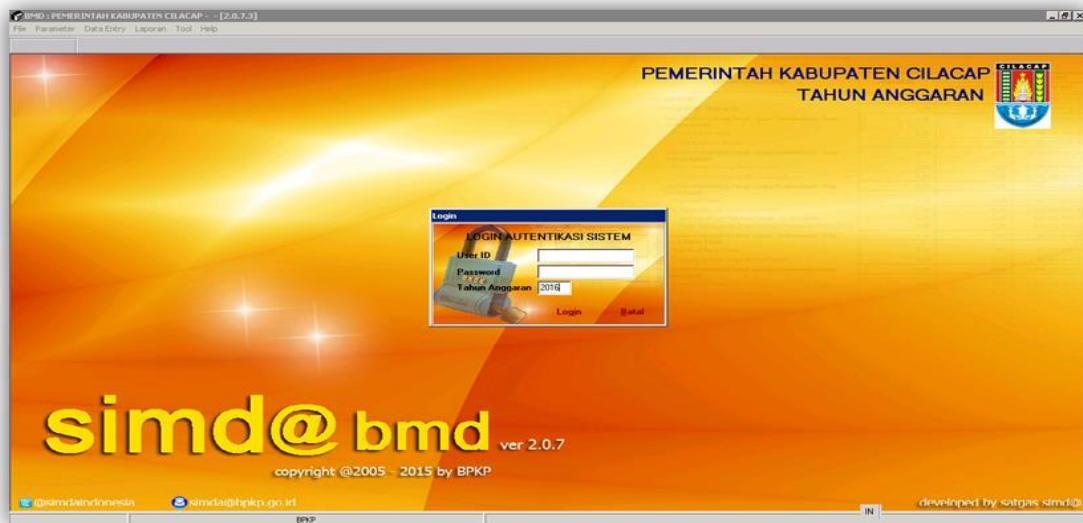 BMD : PEMERINTAH KABUPATEN CILACAP - - [2.0.7.3]
File Parameter Data Entry Laporan Tool Help
PEMERINTAH KABUPATEN CILACAP
TAHUN ANGGARAN
CILACAP
Login
LOGIN AUTENTIKASI SISTEM
User ID
Password
Tahun Anggaran 2016
Login Batal
simd@ bmd ver 2.0.7
copyright @2005 - 2015 by BPKP
@simdaindonesia simda@bpkp.go.id developed by satgas simd@
IN
BPKP